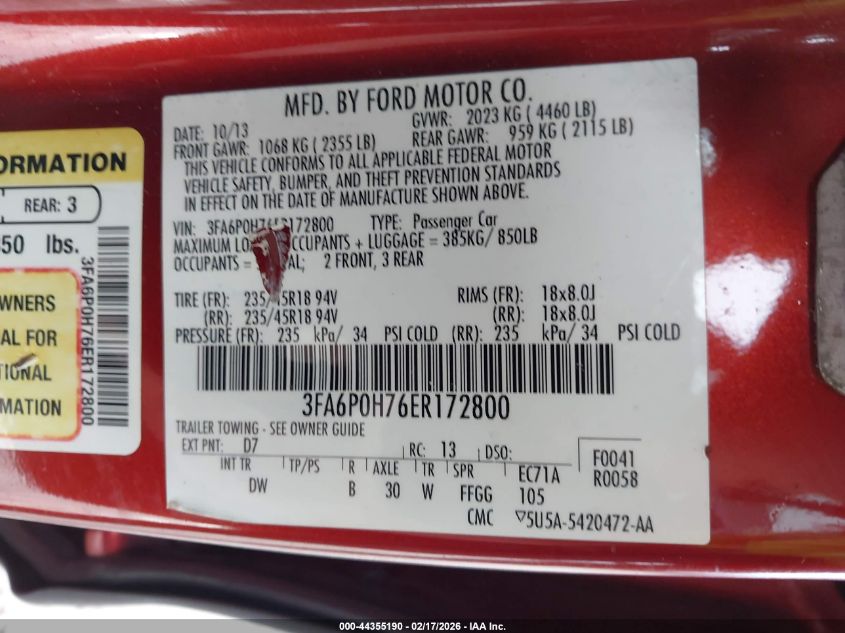 ORMATION
REAR: 3
50 lbs.
WNERS
AL FOR
TIONAL
MATION
3FA6P0H76ER172800
MFD. BY FORD MOTOR CO.
DATE: 10/13 GVWR: 2023 KG ( 4460 LB)
FRONT GAWR: 1068 KG ( 2355 LB) REAR GAWR: 959 KG ( 2115 LB)
THIS VEHICLE CONFORMS TO ALL APPLICABLE FEDERAL MOTOR
VEHICLE SAFETY, BUMPER, AND THEFT PREVENTION STANDARDS
IN EFFECT ON THE DATE OF MANUFACTURE SHOWN ABOVE.
VIN: 3FA6P0H76ER172800 TYPE: Passenger Car
MAXIMUM LO CCUPANTS + LUGGAGE = 385KG/ 850LB
OCCUPANTS = AL; 2 FRONT, 3 REAR
TIRE (FR): 235/45R18 94V RIMS (FR): 18x8.0J
(RR): 235/45R18 94V (RR): 18x8.0J
PRESSURE (FR): 235 kPa/ 34 PSI COLD (RR): 235 kPa/ 34 PSI COLD
3FA6P0H76ER172800
TRAILER TOWING - SEE OWNER GUIDE
EXT PNT: D7 RC: 13 DSO: F0041
INT TR TP/PS R AXLE TR SPR EC71A R0058
DW B 30 W FFGG 105
CMC ▽5U5A-5420472-AA
000-44355190 - 02/17/2026 - IAA Inc.